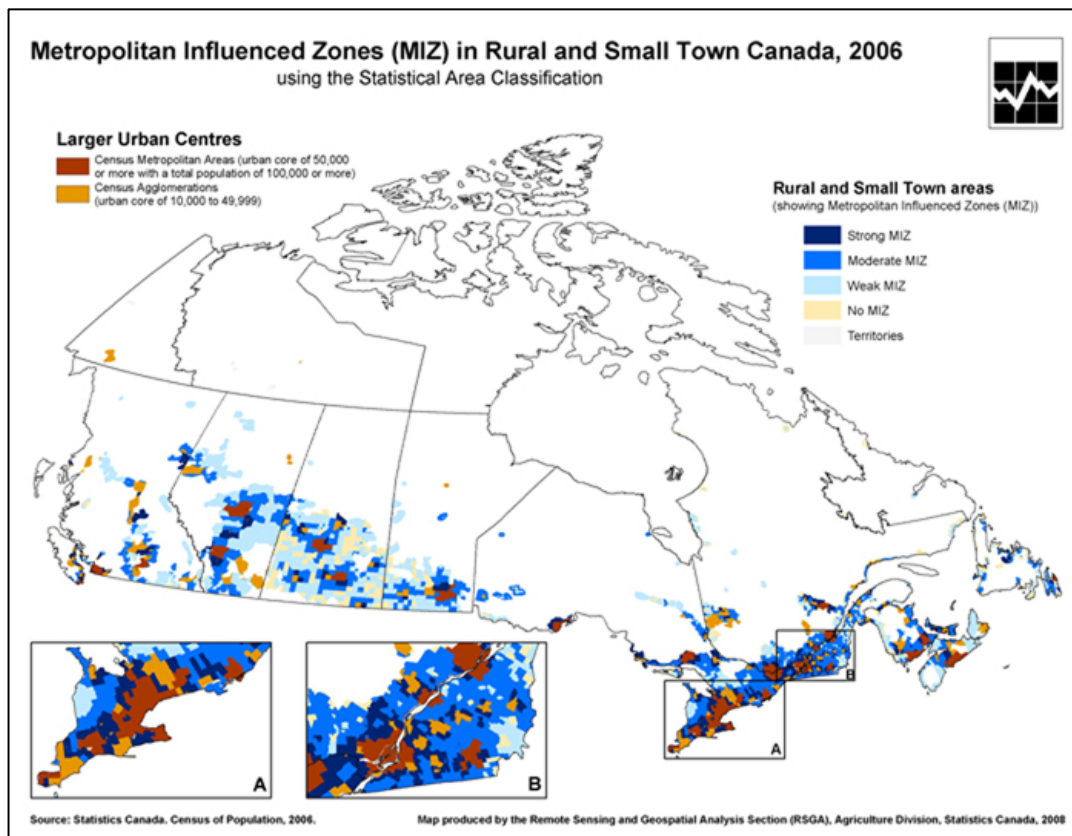 Metropolitan Influenced Zones (MIZ) in Rural and Small Town Canada, 2006
using the Statistical Area Classification
Larger Urban Centres
Census Metropolitan Areas (urban core of 50,000
or more with a total population of 100,000 or more)
Census Agglomerations
(urban core of 10,000 to 49,999)
Rural and Small Town areas
(showing Metropolitan Influenced Zones (MIZ))
Strong MIZ
Moderate MIZ
Weak MIZ
No MIZ
Territories
B
A
A
B
Source: Statistics Canada. Census of Population, 2006.
Map produced by the Remote Sensing and Geospatial Analysis Section (RSGA), Agriculture Division, Statistics Canada, 2008